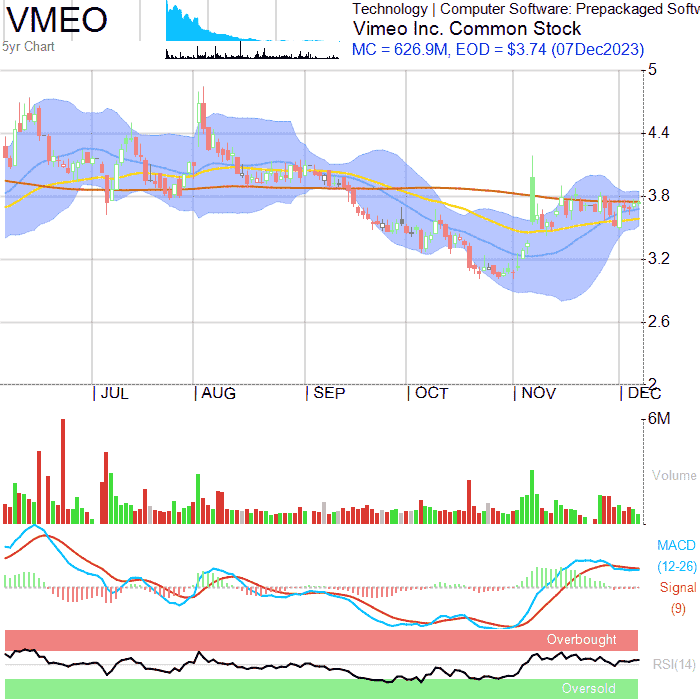 VMEO
5yr Chart
Technology | Computer Software: Prepackaged Softw
Vimeo Inc. Common Stock
MC = 626.9M, EOD = $3.74 (07Dec2023)
5
4.4
3.8
3.2
2.6
2
JUL AUG SEP OCT NOV DEC
6M
Volume
MACD
(12-26)
Signal
(9)
Overbought
RSI(14)
Oversold